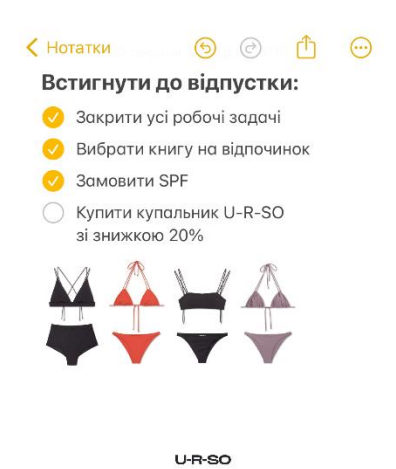 Нотатки
Встигнути до відпустки:
Закрити усі робочі задачі
Вибрати книгу на відпочинок
Замовити SPF
Купити купальник U-R-SO
зі знижкою 20%
U-R-SO